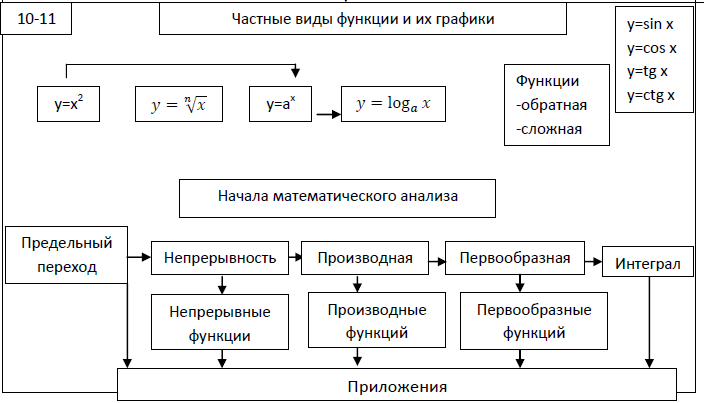 10-11
Частные виды функции и их графики
y=sin x
y=cos x
y=tg x
y=ctg x
y=x²
y = ⁿ√x
y=aˣ
y = logₐ x
Функции
-обратная
-сложная
Начала математического анализа
Предельный
переход
Непрерывность
Производная
Первообразная
Интеграл
Непрерывные
функции
Производные
функций
Первообразные
функций
Приложения